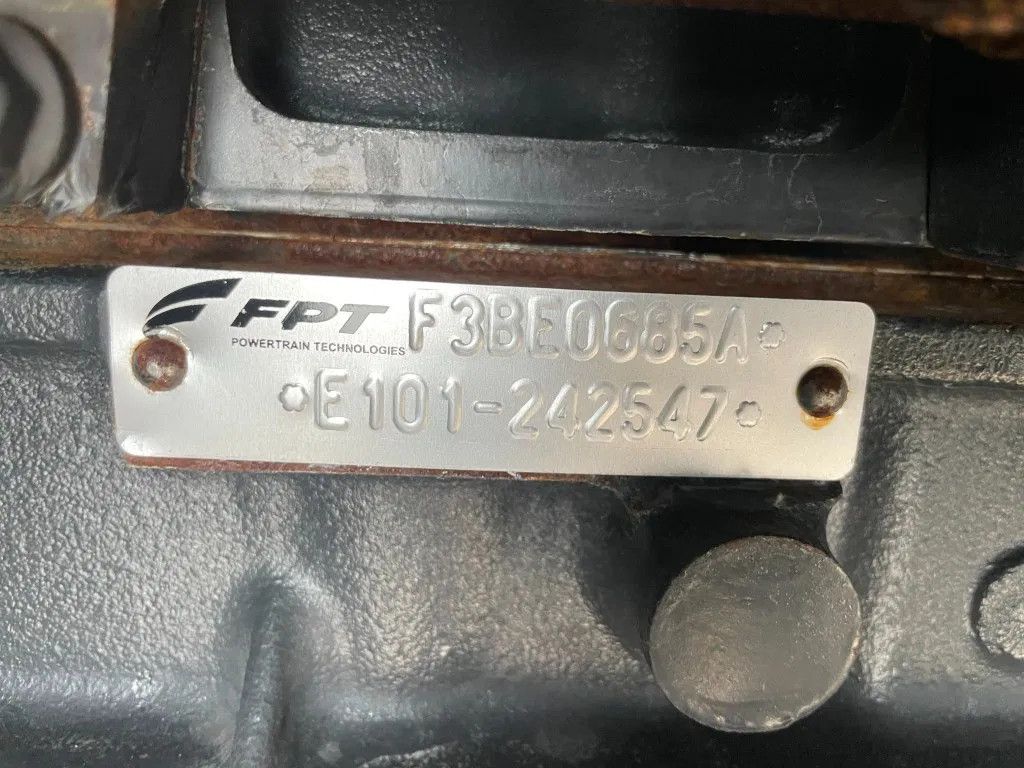 FPT F3BE0685A*
POWERTRAIN TECHNOLOGIES
*E101-242547*